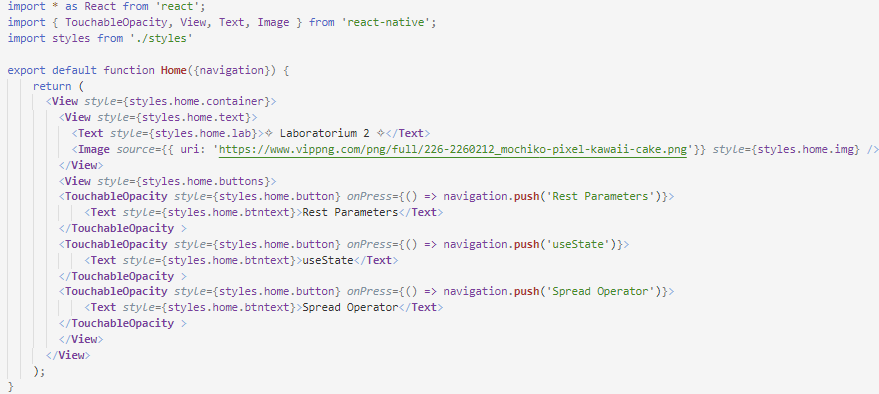 import * as React from 'react';
import { TouchableOpacity, View, Text, Image } from 'react-native';
import styles from './styles'

export default function Home({navigation}) {
    return (
      <View style={styles.home.container}>
        <View style={styles.home.text}>
          <Text style={styles.home.lab}>✧ Laboratorium 2 ✧</Text>
          <Image source={{ uri: 'https://www.vippng.com/png/full/226-2260212_mochiko-pixel-kawaii-cake.png'}} style={styles.home.img} />
        </View>
        <View style={styles.home.buttons}>
        <TouchableOpacity style={styles.home.button} onPress={() => navigation.push('Rest Parameters')}>
            <Text style={styles.home.btntext}>Rest Parameters</Text>
        </TouchableOpacity >
        <TouchableOpacity style={styles.home.button} onPress={() => navigation.push('useState')}>
            <Text style={styles.home.btntext}>useState</Text>
        </TouchableOpacity >
        <TouchableOpacity style={styles.home.button} onPress={() => navigation.push('Spread Operator')}>
            <Text style={styles.home.btntext}>Spread Operator</Text>
        </TouchableOpacity >
        </View>
      </View>
    );
}